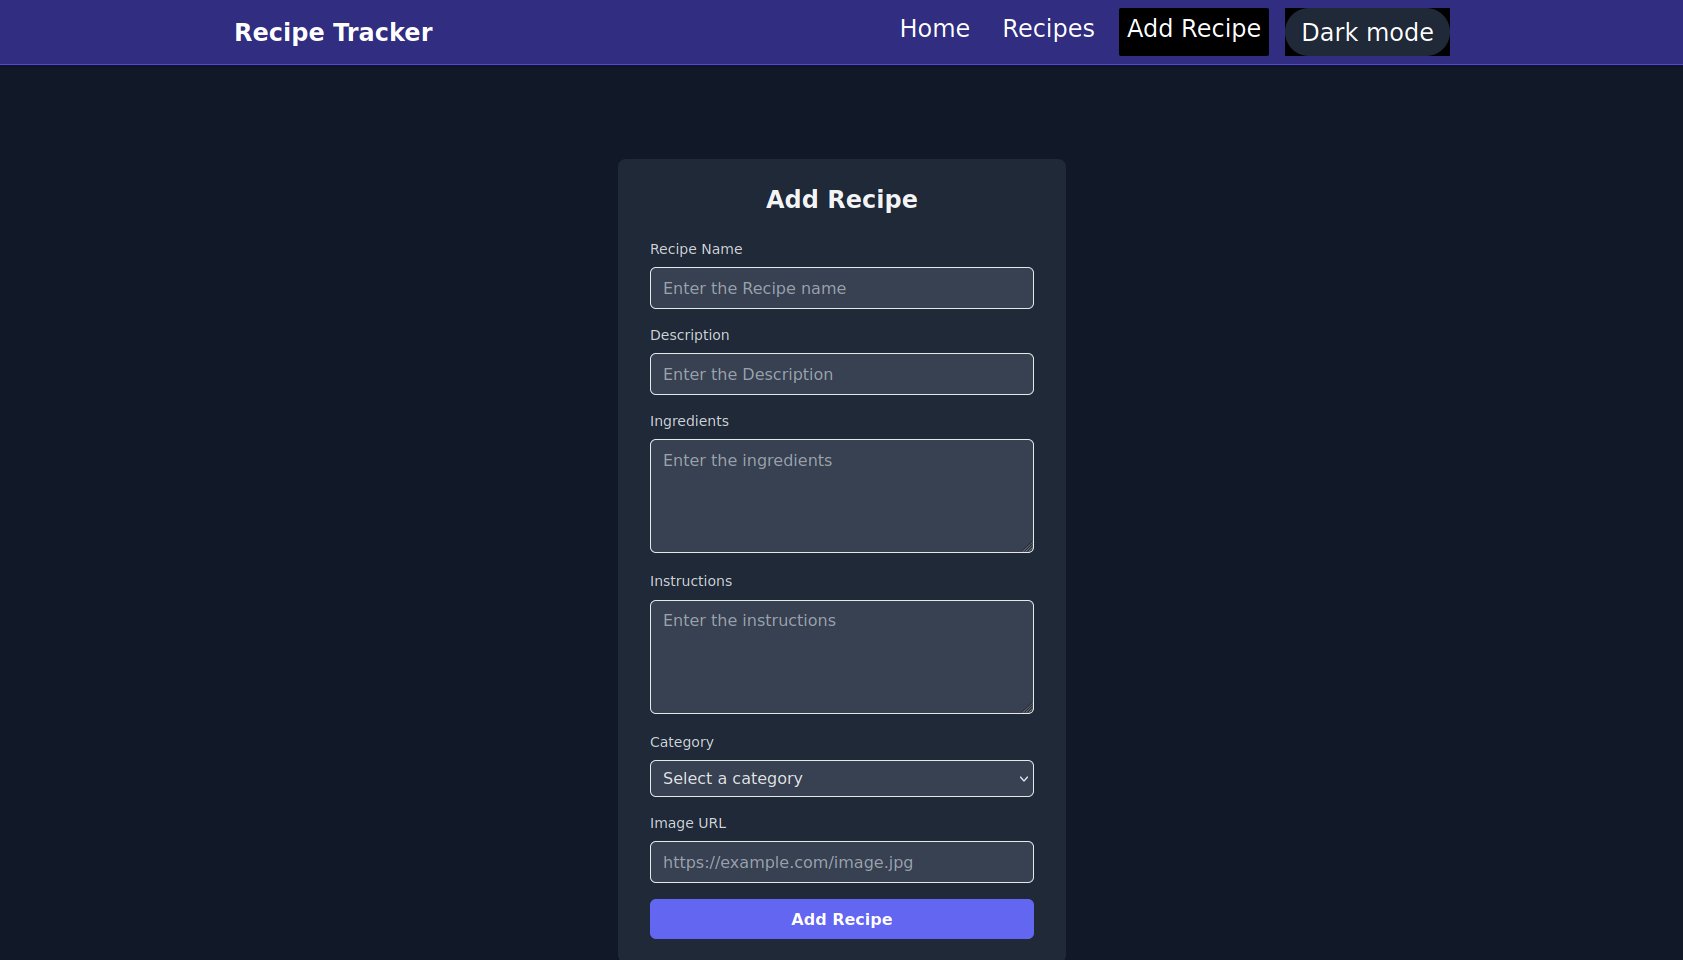 Recipe Tracker
Home
Recipes
Add Recipe
Dark mode
Add Recipe
Recipe Name
Enter the Recipe name
Description
Enter the Description
Ingredients
Enter the ingredients
Instructions
Enter the instructions
Category
Select a category
Image URL
https://example.com/image.jpg
Add Recipe